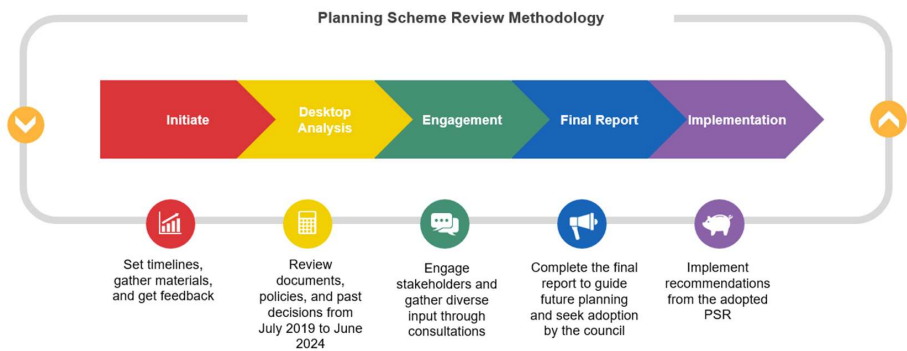 Planning Scheme Review Methodology
Initiate
Desktop
Analysis
Engagement
Final Report
Implementation
Set timelines,
gather materials,
and get feedback
Review
documents,
policies, and past
decisions from
July 2019 to June
2024
Engage
stakeholders and
gather diverse
input through
consultations
Complete the final
report to guide
future planning
and seek adoption
by the council
Implement
recommendations
from the adopted
PSR